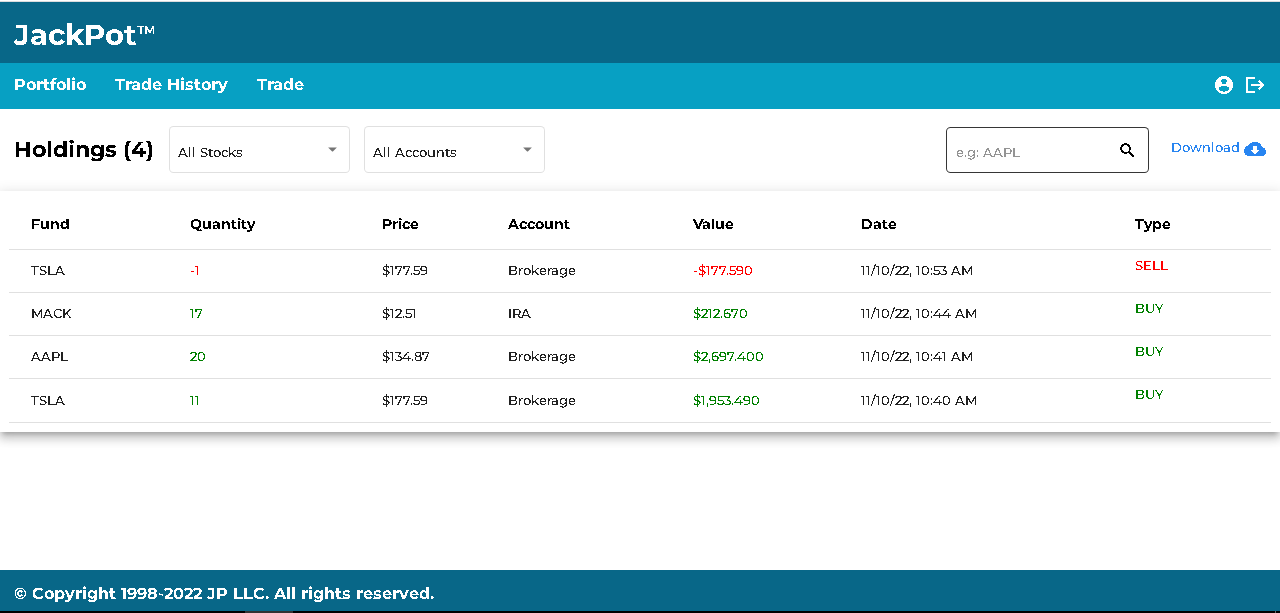 JackPot™
Portfolio Trade History Trade
Holdings (4) All Stocks All Accounts e.g: AAPL Download
Fund Quantity Price Account Value Date Type
TSLA -1 $177.59 Brokerage -$177.590 11/10/22, 10:53 AM SELL
MACK 17 $12.51 IRA $212.670 11/10/22, 10:44 AM BUY
AAPL 20 $134.87 Brokerage $2,697.400 11/10/22, 10:41 AM BUY
TSLA 11 $177.59 Brokerage $1,953.490 11/10/22, 10:40 AM BUY
© Copyright 1998-2022 JP LLC. All rights reserved.